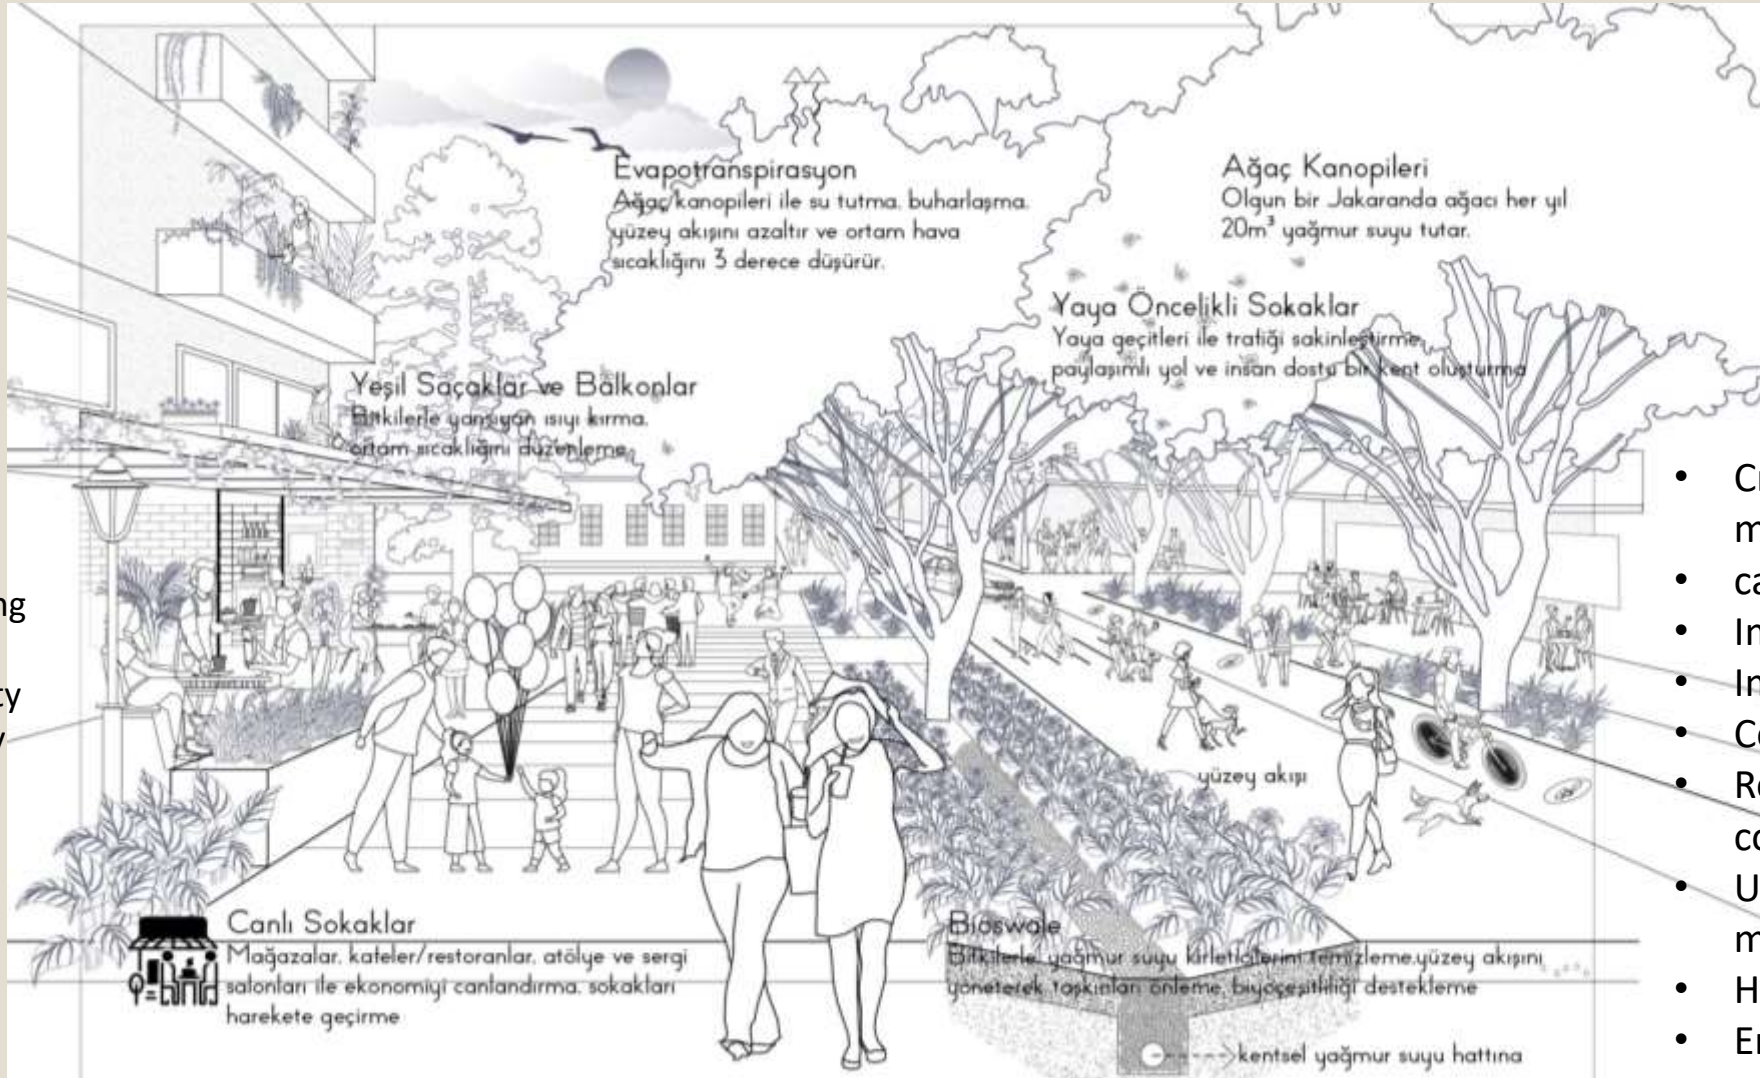 Evapotranspirasyon
Ağaç kanopileri ile su tutma, buharlaşma,
yüzey akışını azaltır ve ortam hava
sıcaklığını 3 derece düşürür.
Ağaç Kanopileri
Olgun bir Jakaranda ağacı her yıl
20m³ yağmur suyu tutar.
Yaya Öncelikli Sokaklar
Yaya geçitleri ile trafiği sakinleştirme,
paylaşımlı yol ve insan dostu bir kent oluşturma
Yeşil Saçaklar ve Balkonlar
Bitkilerle yansıyan ısıyı kırma,
ortam sıcaklığını düzenleme
yüzey akışı
Canlı Sokaklar
Mağazalar, kafeler/restoranlar, atölye ve sergi
salonları ile ekonomiyi canlandırma, sokakları
harekete geçirme
Bioswale
Bitkilerle, yağmur suyu kirleticilerini temizleme,yüzey akışını
yöneterek taşkınları önleme, biyoçeşitliliği destekleme
kentsel yağmur suyu hattına